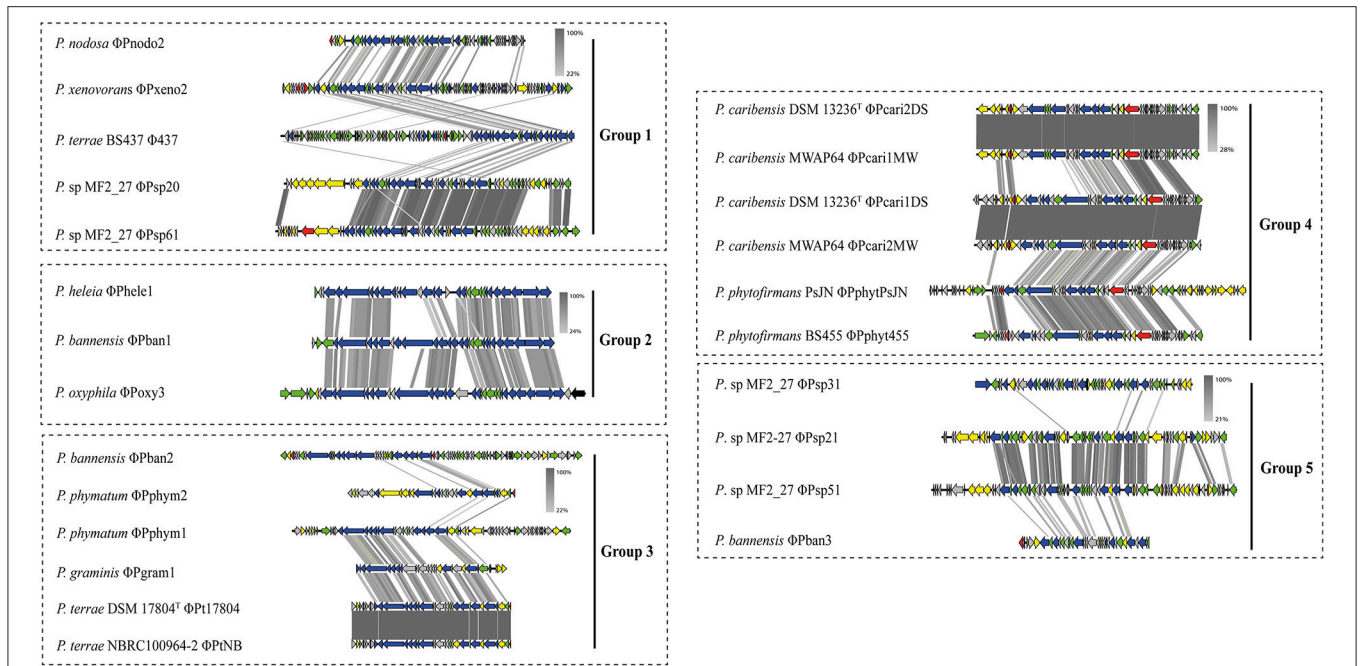 P. nodosa ΦPnodo2
100%
22%
P. xenovorans ΦPxeno2
P. terrae BS437 Φ437
Group 1
P. sp MF2_27 ΦPsp20
P. sp MF2_27 ΦPsp61
P. heleia ΦPhele1
100%
24%
P. bannensis ΦPban1
Group 2
P. oxyphila ΦPoxy3
P. bannensis ΦPban2
100%
22%
P. phymatum ΦPphym2
P. phymatum ΦPphym1
Group 3
P. graminis ΦPgram1
P. terrae DSM 17804ᵀ ΦPt17804
P. terrae NBRC100964-2 ΦPtNB
P. caribensis DSM 13236ᵀ ΦPcari2DS
100%
28%
P. caribensis MWAP64 ΦPcari1MW
P. caribensis DSM 13236ᵀ ΦPcari1DS
Group 4
P. caribensis MWAP64 ΦPcari2MW
P. phytofirmans PsJN ΦPphytPsJN
P. phytofirmans BS455 ΦPphyt455
P. sp MF2_27 ΦPsp31
100%
21%
P. sp MF2-27 ΦPsp21
Group 5
P. sp MF2_27 ΦPsp51
P. bannensis ΦPban3